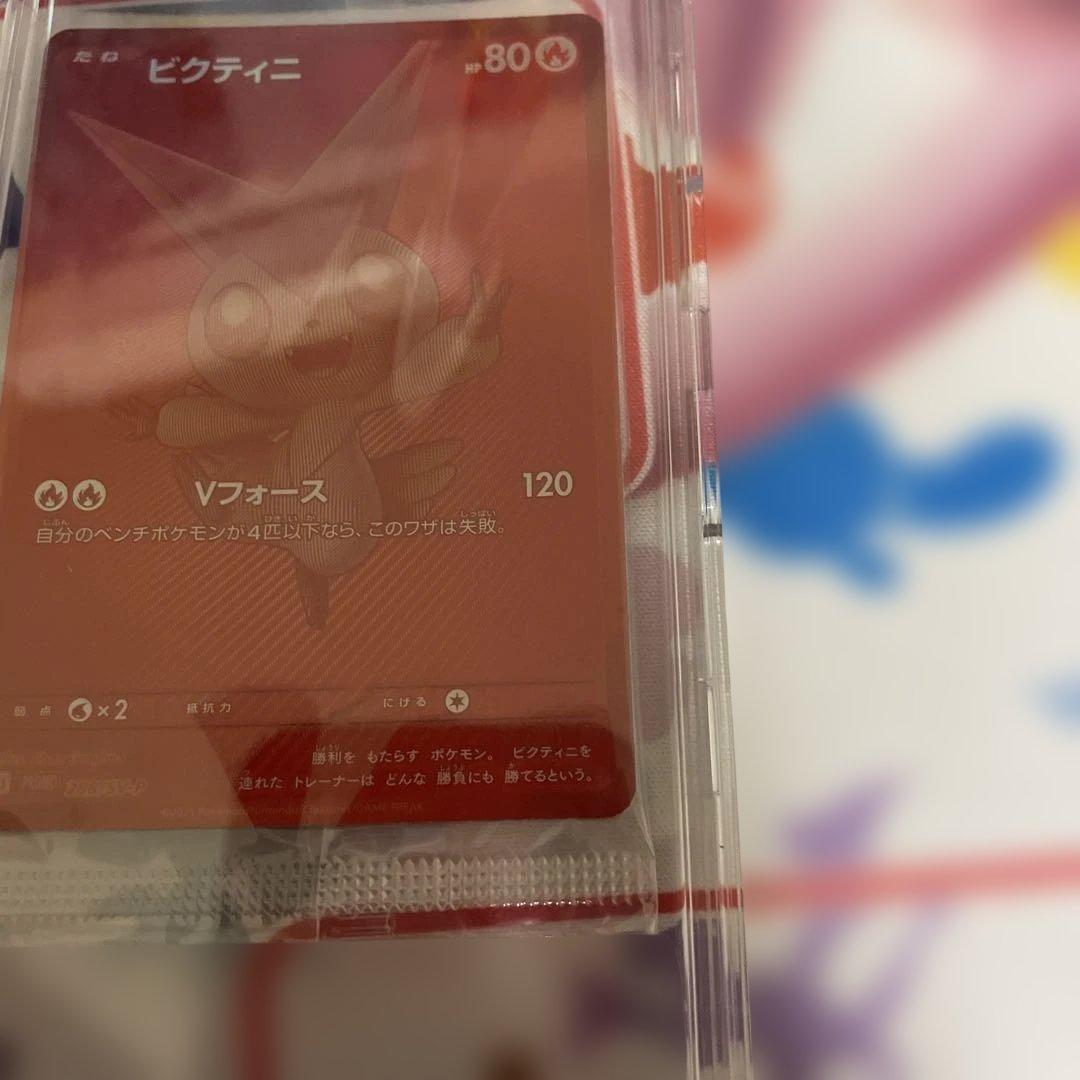 たね ビクティニ HP80
Vフォース 120
自分のベンチポケモンが4匹以下なら、このワザは失敗。
弱点 ×2 抵抗力 にげる
勝利を もたらす ポケモン。 ビクティニを
連れた トレーナーは どんな 勝負にも 勝てるという。